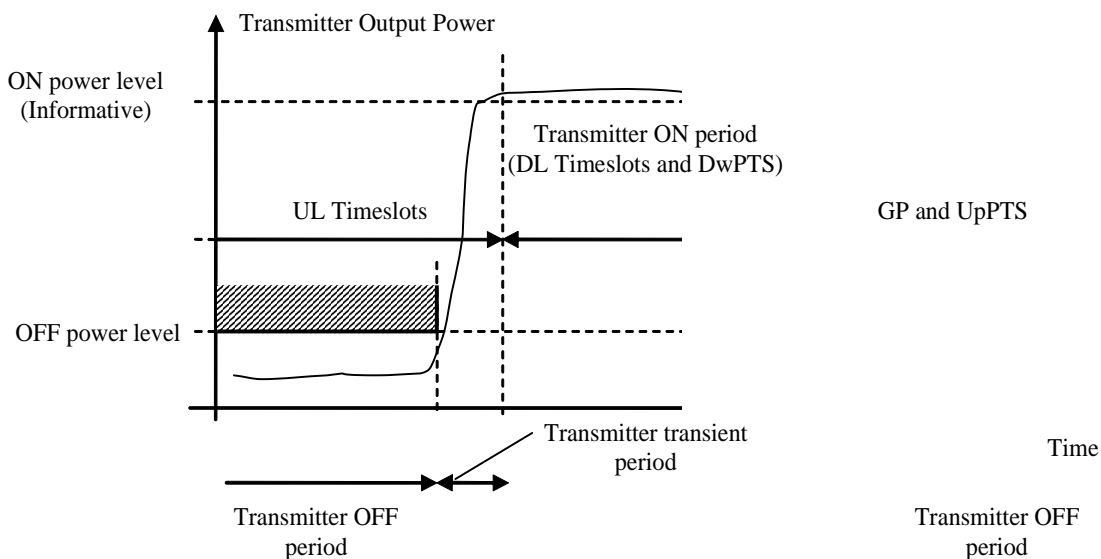 Transmitter Output Power
ON power level
(Informative)
Transmitter ON period
(DL Timeslots and DwPTS)
UL Timeslots
GP and UpPTS
OFF power level
Transmitter transient
period
Time
Transmitter OFF
period
Transmitter OFF
period